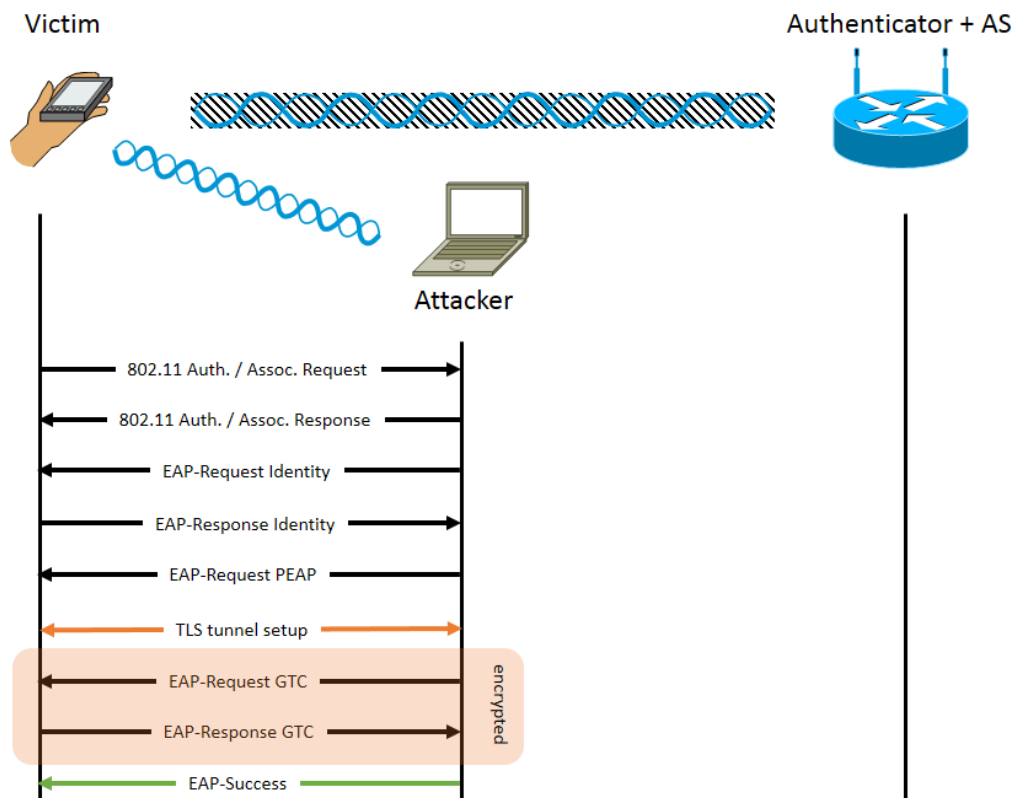 Victim
Authenticator + AS
Attacker
802.11 Auth. / Assoc. Request
802.11 Auth. / Assoc. Response
EAP-Request Identity
EAP-Response Identity
EAP-Request PEAP
TLS tunnel setup
EAP-Request GTC
encrypted
EAP-Response GTC
EAP-Success